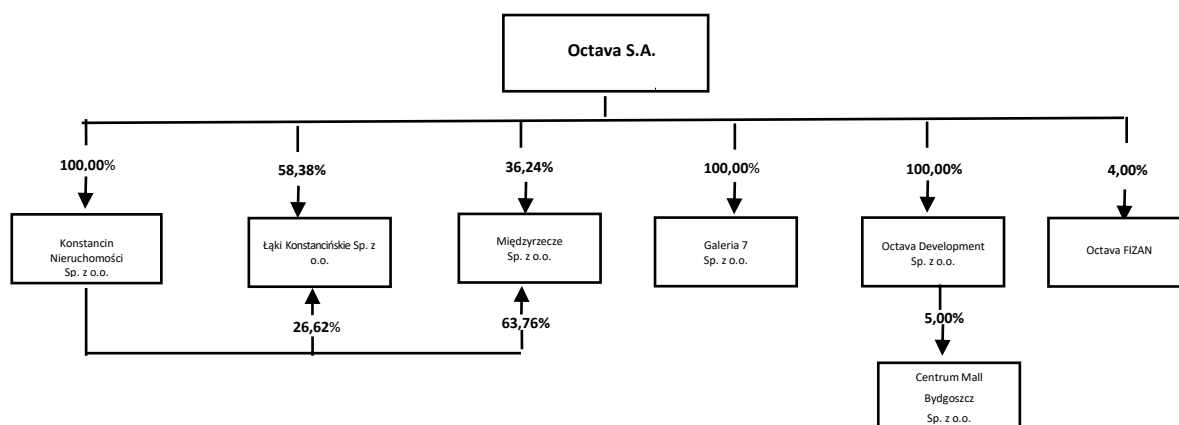 Octava S.A.
100,00%
58,38%
36,24%
100,00%
100,00%
4,00%
Konstancin
Nieruchomości
Sp. z o.o.
Łąki Konstancińskie Sp. z
o.o.
Międzyrzecze
Sp. z o.o.
Galeria 7
Sp. z o.o.
Octava Development
Sp. z o.o.
Octava FIZAN
26,62%
63,76%
5,00%
Centrum Mall
Bydgoszcz
Sp. z o.o.